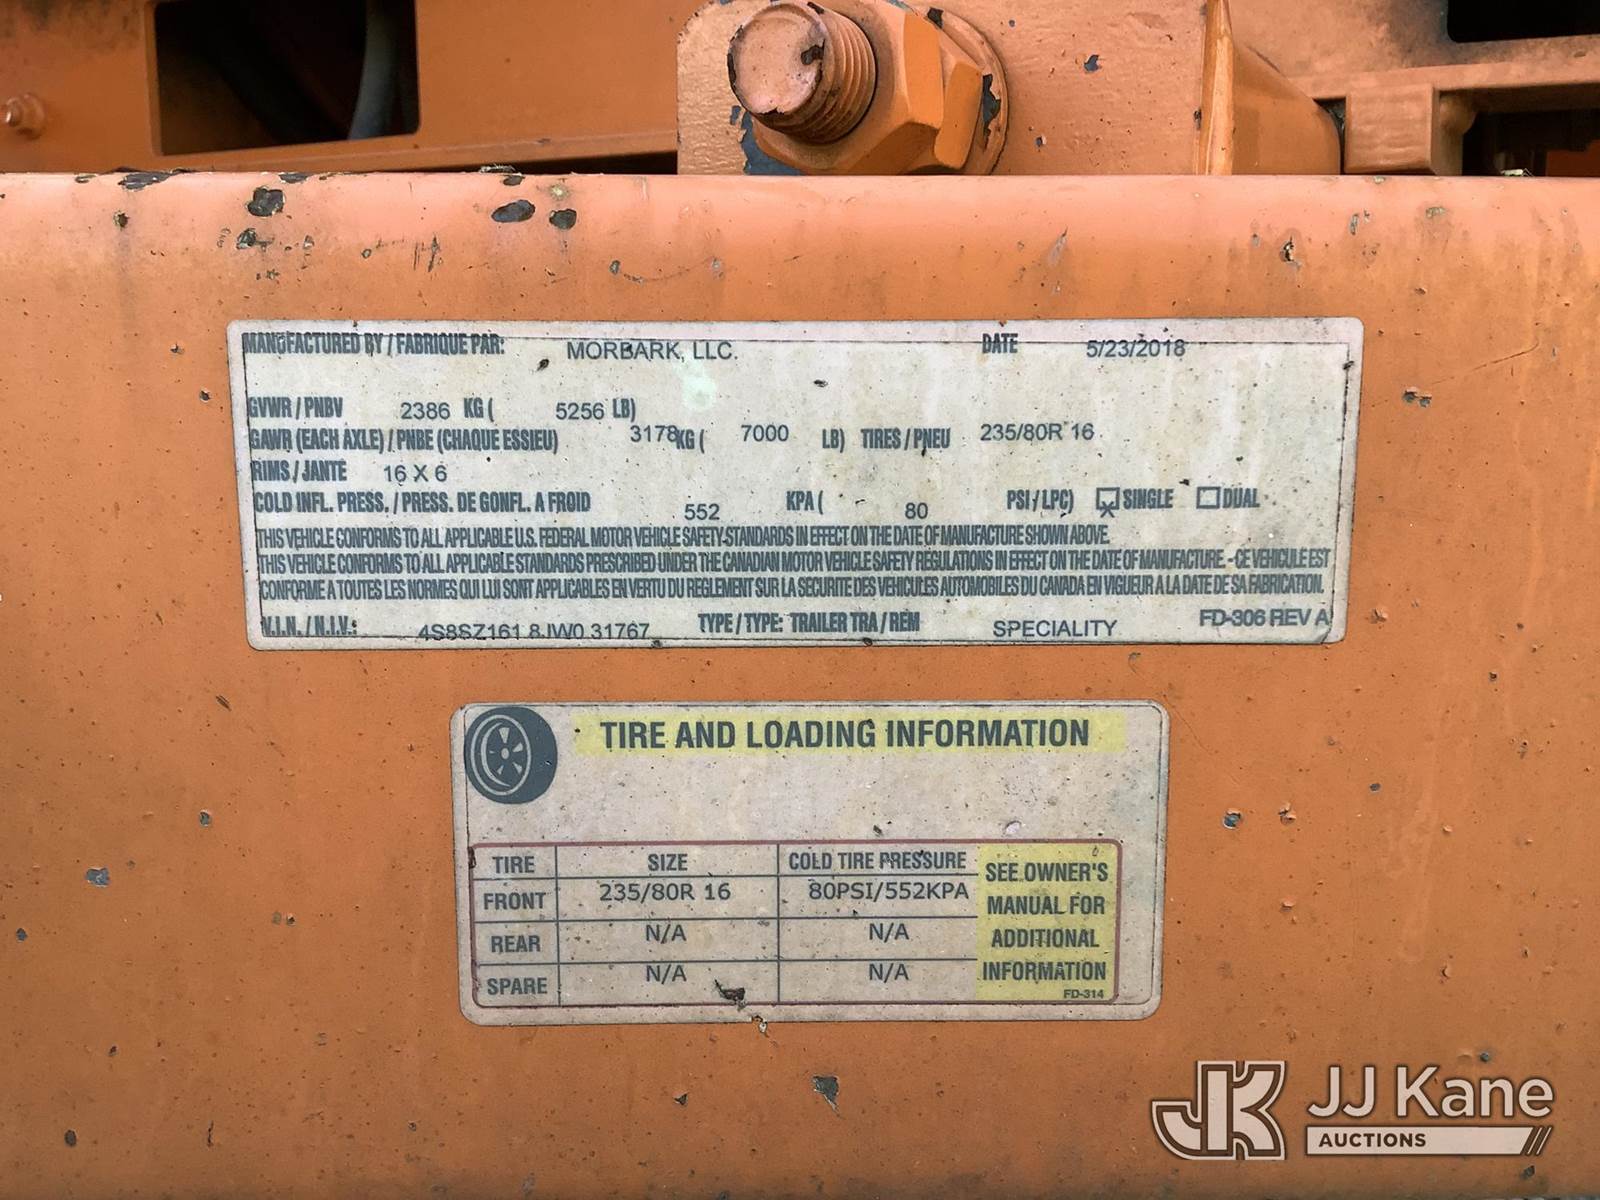 MANUFACTURED BY / FABRIQUE PAR: MORBARK, LLC. DATE 5/23/2018
GVWR / PNBV 2386 KG ( 5256 LB)
GAWR (EACH AXLE) / PNBE (CHAQUE ESSIEU) 3178 KG ( 7000 LB) TIRES / PNEU 235/80R 16
RIMS / JANTE 16 X 6
COLD INFL. PRESS. / PRESS. DE GONFL. A FROID 552 KPA ( 80 PSI / LPC) X SINGLE DUAL
THIS VEHICLE CONFORMS TO ALL APPLICABLE U.S. FEDERAL MOTOR VEHICLE SAFETY-STANDARDS IN EFFECT ON THE DATE OF MANUFACTURE SHOWN ABOVE.
THIS VEHICLE CONFORMS TO ALL APPLICABLE STANDARDS PRESCRIBED UNDER THE CANADIAN MOTOR VEHICLE SAFETY REGULATIONS IN EFFECT ON THE DATE OF MANUFACTURE. - CE VEHICULE EST
CONFORME A TOUTES LES NORMES QUI LUI SONT APPLICABLES EN VERTU DU REGLEMENT SUR LA SECURITE DES VEHICULES AUTOMOBILES DU CANADA EN VIGUEUR A LA DATE DE SA FABRICATION.
V.I.N. / N.I.V.: 4S8SZ161 8JW0 31767 TYPE / TYPE: TRAILER TRA / REM SPECIALITY FD-306 REV A
TIRE AND LOADING INFORMATION
TIRE SIZE COLD TIRE PRESSURE
FRONT 235/80R 16 80PSI/552KPA
REAR N/A N/A
SPARE N/A N/A
SEE OWNER'S
MANUAL FOR
ADDITIONAL
INFORMATION
FD-314
JK JJ Kane
AUCTIONS